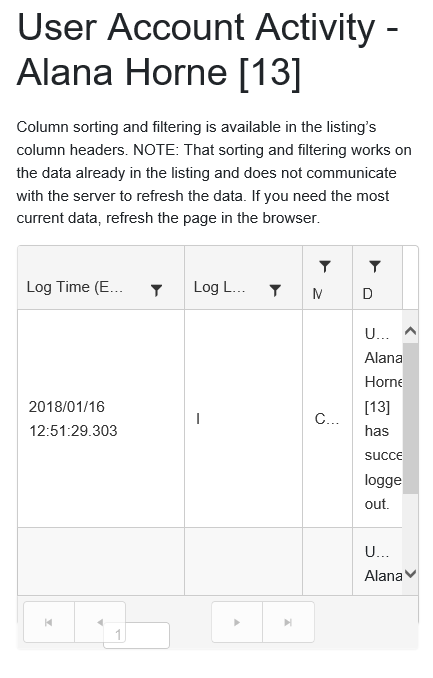 User Account Activity -
Alana Horne [13]
Column sorting and filtering is available in the listing's
column headers. NOTE: That sorting and filtering works on
the data already in the listing and does not communicate
with the server to refresh the data. If you need the most
current data, refresh the page in the browser.
Log Time (E... Log L... M D
2018/01/16
12:51:29.303
I
C...
U...
Alana
Horne
[13]
has
succe
logge
out.
U...
Alana
1